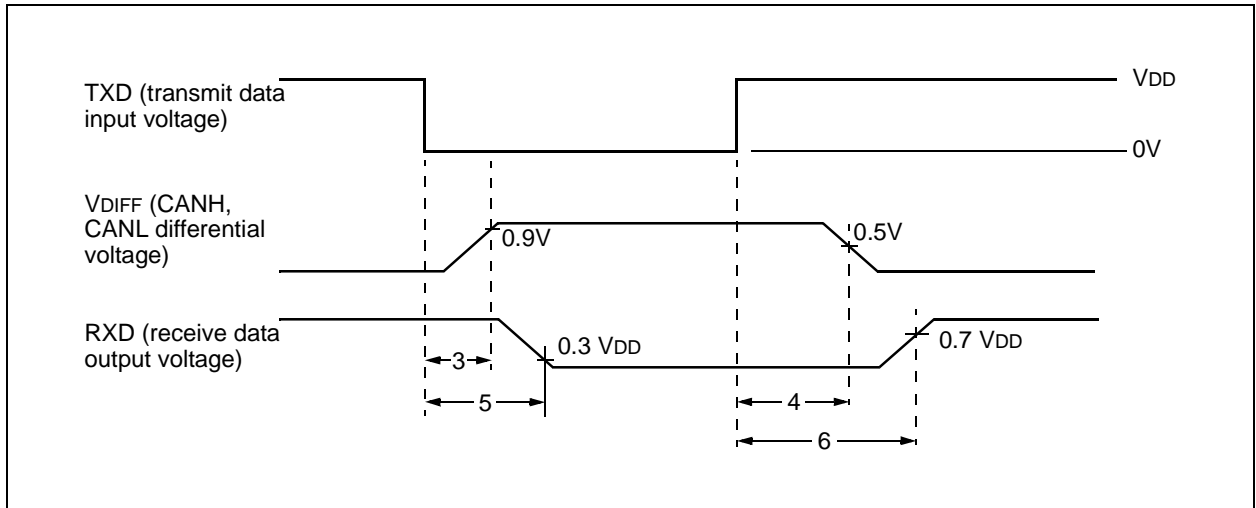 TXD (transmit data
input voltage)
VDD
0V
VDIFF (CANH,
CANL differential
voltage)
0.9V
0.5V
RXD (receive data
output voltage)
0.3 VDD
0.7 VDD
3
5
4
6